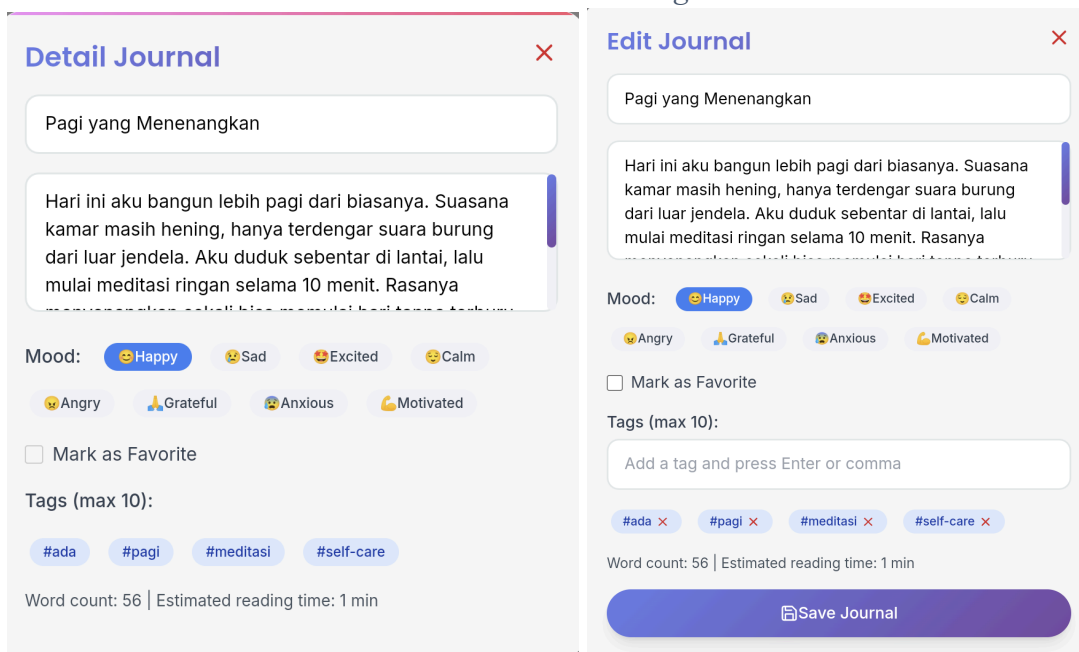 Detail Journal
Pagi yang Menenangkan
Hari ini aku bangun lebih pagi dari biasanya. Suasana
kamar masih hening, hanya terdengar suara burung
dari luar jendela. Aku duduk sebentar di lantai, lalu
mulai meditasi ringan selama 10 menit. Rasanya
Mood: 😊Happy 😢Sad 🤩Excited 😌Calm
😠Angry 🙏Grateful 😰Anxious 💪Motivated
Mark as Favorite
Tags (max 10):
#ada #pagi #meditasi #self-care
Word count: 56 | Estimated reading time: 1 min
Edit Journal
Pagi yang Menenangkan
Hari ini aku bangun lebih pagi dari biasanya. Suasana
kamar masih hening, hanya terdengar suara burung
dari luar jendela. Aku duduk sebentar di lantai, lalu
mulai meditasi ringan selama 10 menit. Rasanya
Mood: 😊Happy 😢Sad 🤩Excited 😌Calm
😠Angry 🙏Grateful 😰Anxious 💪Motivated
Mark as Favorite
Tags (max 10):
Add a tag and press Enter or comma
#ada #pagi #meditasi #self-care
Word count: 56 | Estimated reading time: 1 min
Save Journal